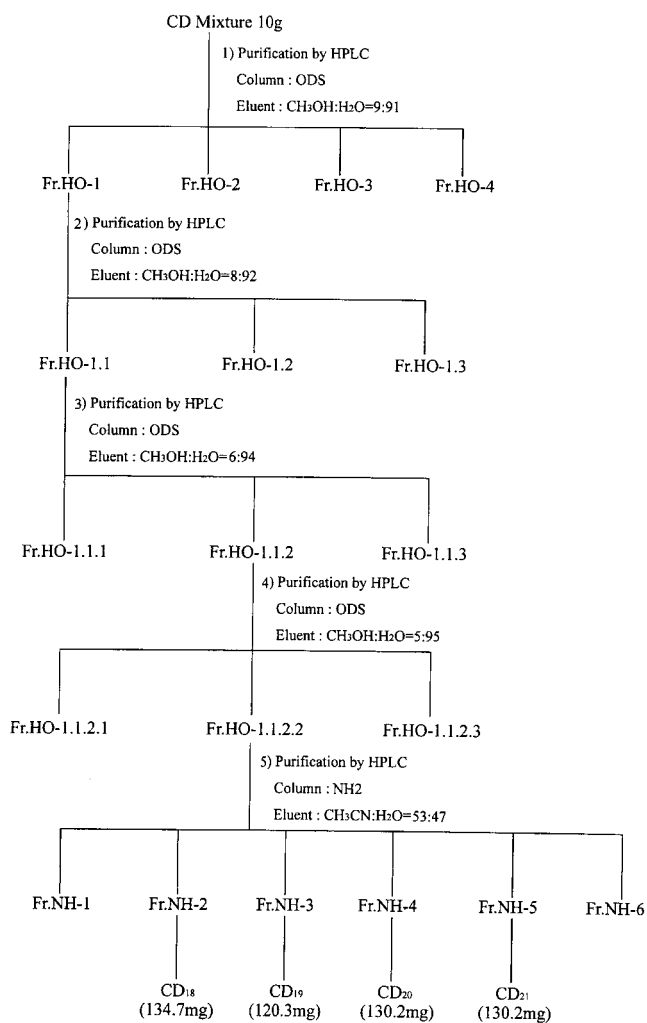 CD Mixture 10g
1) Purification by HPLC
Column : ODS
Eluent : CH₃OH:H₂O=9:91
Fr.HO-1 Fr.HO-2 Fr.HO-3 Fr.HO-4
2) Purification by HPLC
Column : ODS
Eluent : CH₃OH:H₂O=8:92
Fr.HO-1.1 Fr.HO-1.2 Fr.HO-1.3
3) Purification by HPLC
Column : ODS
Eluent : CH₃OH:H₂O=6:94
Fr.HO-1.1.1 Fr.HO-1.1.2 Fr.HO-1.1.3
4) Purification by HPLC
Column : ODS
Eluent : CH₃OH:H₂O=5:95
Fr.HO-1.1.2.1 Fr.HO-1.1.2.2 Fr.HO-1.1.2.3
5) Purification by HPLC
Column : NH2
Eluent : CH₃CN:H₂O=53:47
Fr.NH-1 Fr.NH-2 Fr.NH-3 Fr.NH-4 Fr.NH-5 Fr.NH-6
CD₁₈ CD₁₉ CD₂₀ CD₂₁
(134.7mg) (120.3mg) (130.2mg) (130.2mg)